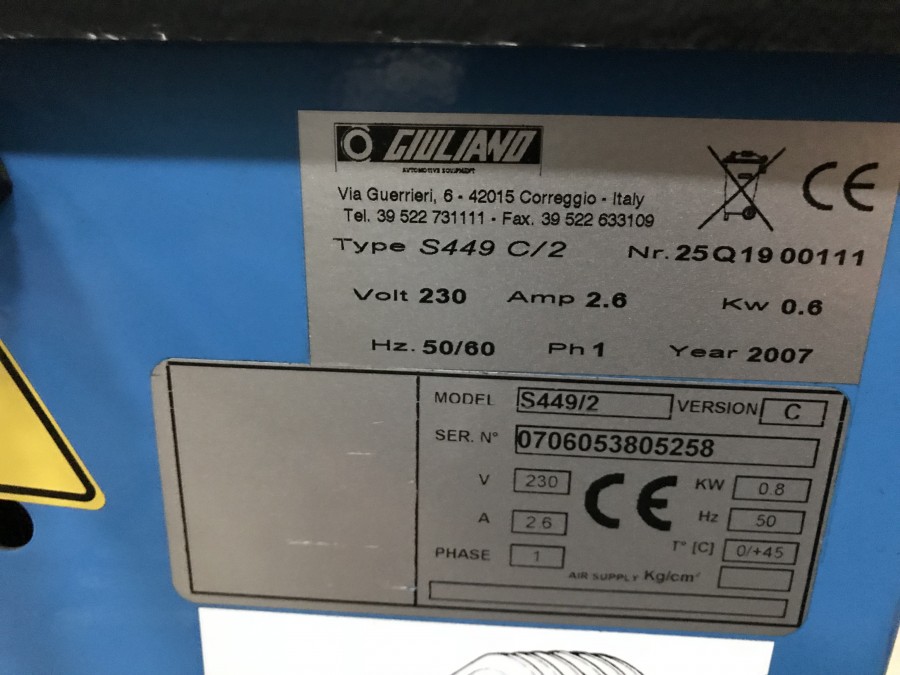 GIULIANO
AUTOMOTIVE EQUIPMENT
CE
Via Guerrieri, 6 - 42015 Correggio - Italy
Tel. 39 522 731111 - Fax. 39 522 633109
Type S449 C/2 Nr. 25Q19 00111
Volt 230 Amp 2.6 Kw 0.6
Hz. 50/60 Ph 1 Year 2007
MODEL S449/2 VERSION C
SER. N° 0706053805258
V 230 CE KW 0.8
A 2.6 Hz 50
PHASE 1 T° [C] 0/+45
AIR SUPPLY Kg/cm²